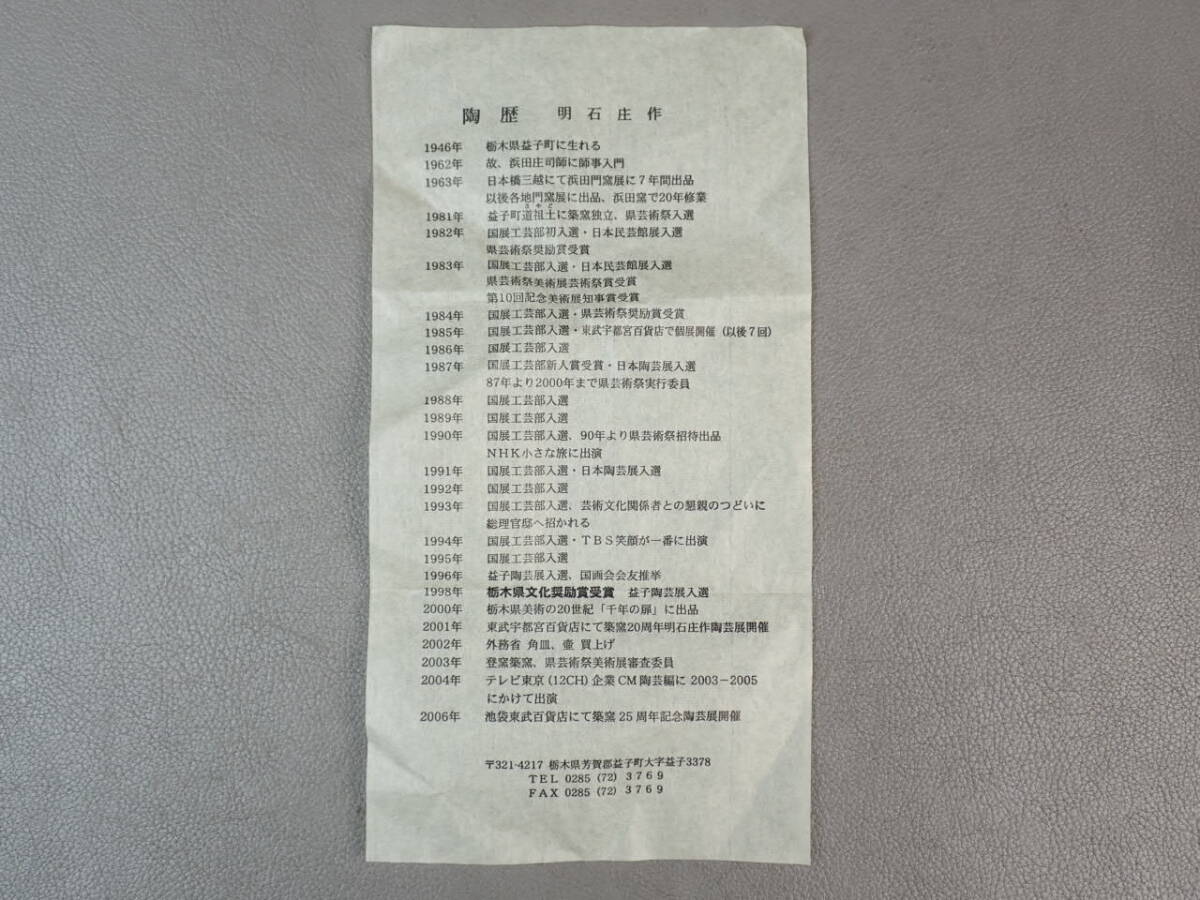 陶歴　明石庄作
1946年　栃木県益子町に生れる
1962年　故、浜田庄司師に師事入門
1963年　日本橋三越にて浜田門窯展に7年間出品
以後各地門窯展に出品、浜田窯で20年修業
さやど
1981年　益子町道祖土に築窯独立、県芸術祭入選
1982年　国展工芸部初入選・日本民芸館展入選
県芸術祭奨励賞受賞
1983年　国展工芸部入選・日本民芸館展入選
県芸術祭美術展芸術祭賞受賞
第10回記念美術展知事賞受賞
1984年　国展工芸部入選・県芸術祭奨励賞受賞
1985年　国展工芸部入選・東武宇都宮百貨店で個展開催（以後7回）
1986年　国展工芸部入選
1987年　国展工芸部新人賞受賞・日本陶芸展入選
87年より2000年まで県芸術祭実行委員
1988年　国展工芸部入選
1989年　国展工芸部入選
1990年　国展工芸部入選、90年より県芸術祭招待出品
NHK小さな旅に出演
1991年　国展工芸部入選・日本陶芸展入選
1992年　国展工芸部入選
1993年　国展工芸部入選、芸術文化関係者との懇親のつどいに
総理官邸へ招かれる
1994年　国展工芸部入選・TBS笑顔が一番に出演
1995年　国展工芸部入選
1996年　益子陶芸展入選、国画会会友推挙
1998年　栃木県文化奨励賞受賞　益子陶芸展入選
2000年　栃木県美術の20世紀「千年の扉」に出品
2001年　東武宇都宮百貨店にて築窯20周年明石庄作陶芸展開催
2002年　外務省 角皿、壷 買上げ
2003年　登窯築窯、県芸術祭美術展審査委員
2004年　テレビ東京(12CH)企業CM陶芸編に 2003-2005
にかけて出演
2006年　池袋東武百貨店にて築窯25周年記念陶芸展開催
〒321-4217 栃木県芳賀郡益子町大字益子3378
TEL 0285 (72) 3769
FAX 0285 (72) 3769